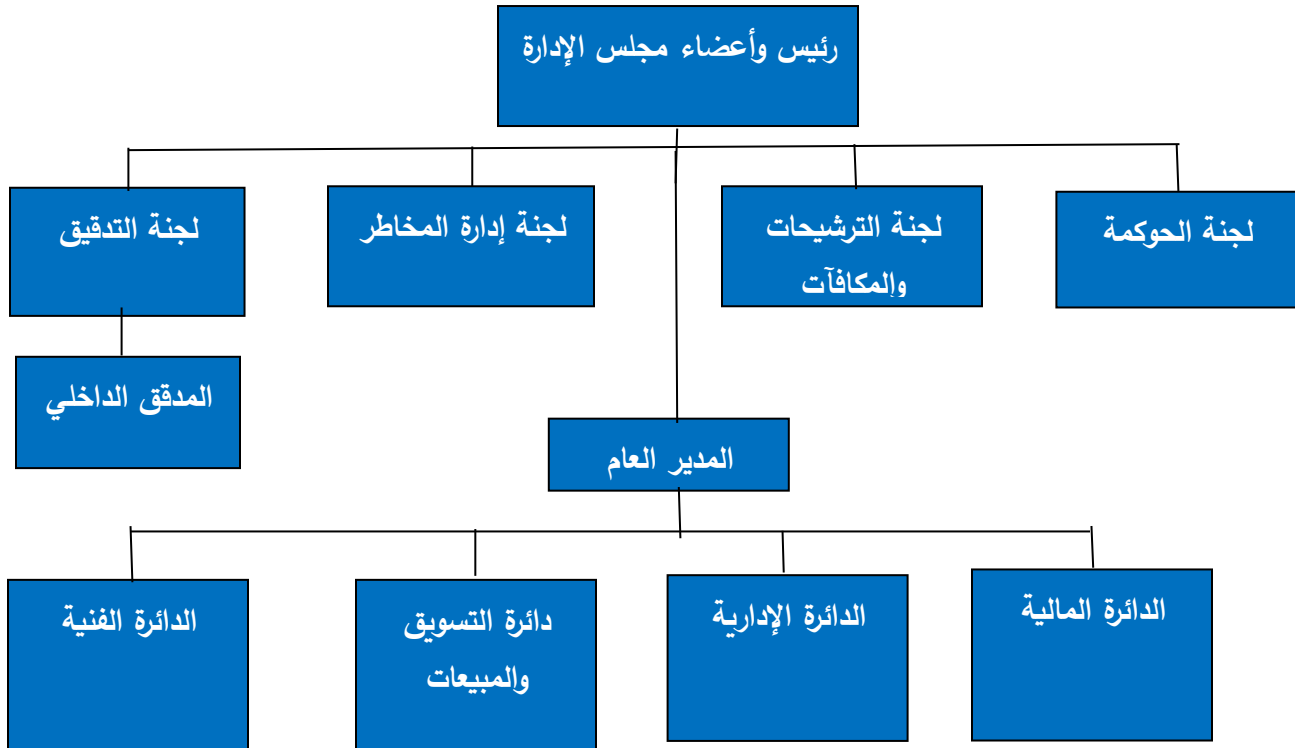 رئيس وأعضاء مجلس الإدارة
لجنة الحوكمة
لجنة الترشيحات
والمكافآت
لجنة إدارة المخاطر
لجنة التدقيق
المدقق الداخلي
المدير العام
الدائرة المالية
الدائرة الإدارية
دائرة التسويق
والمبيعات
الدائرة الفنية